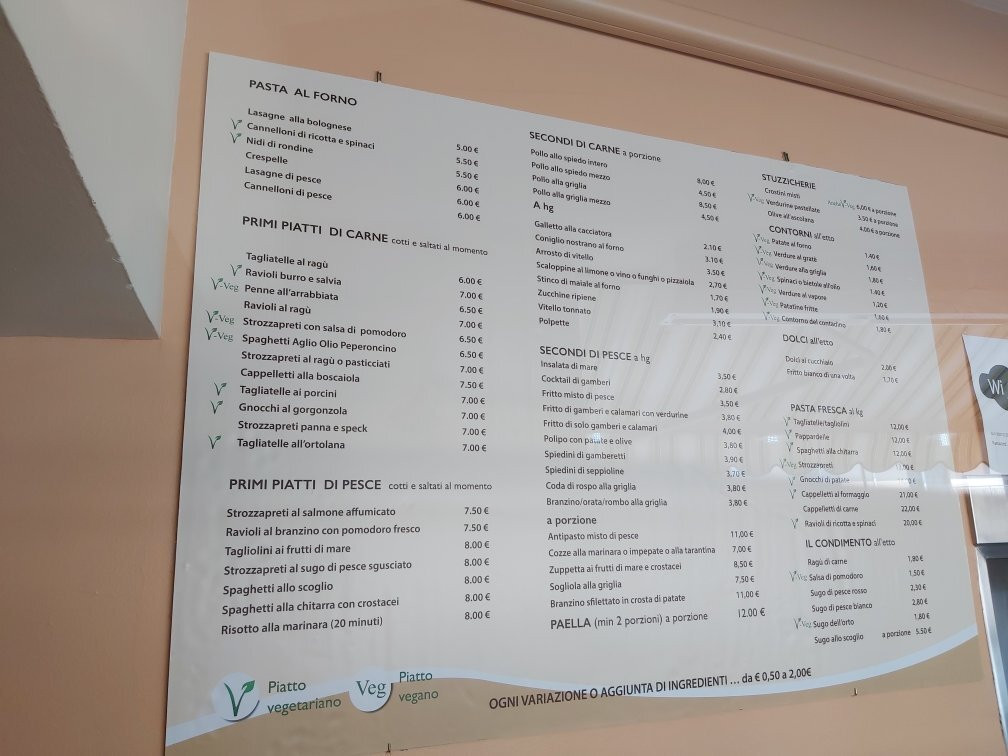 PASTA AL FORNO
Lasagne alla bolognese 5.00 €
V Cannelloni di ricotta e spinaci 5.50 €
V Nidi di rondine 5.50 €
Crespelle 6.00 €
Lasagne di pesce 6.00 €
Cannelloni di pesce 6.00 €
PRIMI PIATTI DI CARNE cotti e saltati al momento
Tagliatelle al ragù 6.00 €
V Ravioli burro e salvia 7.00 €
V-Veg Penne all'arrabbiata 6.50 €
Ravioli al ragù 7.00 €
V-Veg Strozzapreti con salsa di pomodoro 6.50 €
V-Veg Spaghetti Aglio Olio Peperoncino 6.50 €
Strozzapreti al ragù o pasticciati 7.00 €
Cappelletti alla boscaiola 7.50 €
V Tagliatelle ai porcini 7.00 €
V Gnocchi al gorgonzola 7.00 €
Strozzapreti panna e speck 7.00 €
V Tagliatelle all'ortolana 7.00 €
PRIMI PIATTI DI PESCE cotti e saltati al momento
Strozzapreti al salmone affumicato 7.50 €
Ravioli al branzino con pomodoro fresco 7.50 €
Tagliolini ai frutti di mare 8.00 €
Strozzapreti al sugo di pesce sgusciato 8.00 €
Spaghetti allo scoglio 8.00 €
Spaghetti alla chitarra con crostacei 8.00 €
Risotto alla marinara (20 minuti) 8.00 €
SECONDI DI CARNE a porzione
Pollo allo spiedo intero 8,00 €
Pollo allo spiedo mezzo 4,50 €
Pollo alla griglia 8,50 €
Pollo alla griglia mezzo 4,50 €
A hg
Galletto alla cacciatora 2,10 €
Coniglio nostrano al forno 3,10 €
Arrosto di vitello 3,50 €
Scaloppine al limone o vino o funghi o pizzaiola 2,70 €
Stinco di maiale al forno 1,70 €
Zucchine ripiene 1,90 €
Vitello tonnato 3,10 €
Polpette 2,40 €
SECONDI DI PESCE a hg
Insalata di mare 3,50 €
Cocktail di gamberi 2,80 €
Fritto misto di pesce 3,50 €
Fritto di gamberi e calamari con verdurine 3,80 €
Fritto di solo gamberi e calamari 4,00 €
Polipo con patate e olive 3,80 €
Spiedini di gamberetti 3,90 €
Spiedini di seppioline 3,70 €
Coda di rospo alla griglia 3,80 €
Branzino/orata/rombo alla griglia 3,80 €
a porzione
Antipasto misto di pesce 11,00 €
Cozze alla marinara o impepate o alla tarantina 7,00 €
Zuppetta ai frutti di mare e crostacei 8,50 €
Sogliola alla griglia 7,50 €
Branzino sfilettato in crosta di patate 11,00 €
PAELLA (min 2 porzioni) a porzione 12.00 €
STUZZICHERIE
Crostini misti Anche V-Veg 6,00 € a porzione
V-Veg Verdurine pastellate 3,50 € a porzione
Olive all'ascolana 4,00 € a porzione
CONTORNI all'etto
V-Veg Patate al forno 1,40 €
V-Veg Verdure al gratè 1,60 €
V-Veg Verdure alla griglia 1,80 €
V-Veg Spinaci o bietole all'olio 1,40 €
V-Veg Verdure al vapore 1,20 €
V-Veg Patatine fritte 1,60 €
V-Veg Contorno del contadino 1,80 €
DOLCI all'etto
Dolci al cucchiaio 2,00 €
Fritto bianco di una volta 1,70 €
PASTA FRESCA al kg
V Tagliatelle/tagliolini 12,00 €
V Pappardelle 12,00 €
V Spaghetti alla chitarra 12,00 €
V-Veg Strozzapreti
V Gnocchi di patate
V Cappelletti al formaggio 21,00 €
Cappelletti di carne 22,00 €
V Ravioli di ricotta e spinaci 20,00 €
IL CONDIMENTO all'etto
Ragù di carne 1,80 €
V-Veg Salsa di pomodoro 1,50 €
Sugo di pesce rosso 2,30 €
Sugo di pesce bianco 2,80 €
V-Veg Sugo dell'orto 1,80 €
Sugo allo scoglio a porzione 5.50 €
V Piatto vegetariano
Veg Piatto vegano
OGNI VARIAZIONE O AGGIUNTA DI INGREDIENTI ... da € 0,50 a 2,00€
Wi